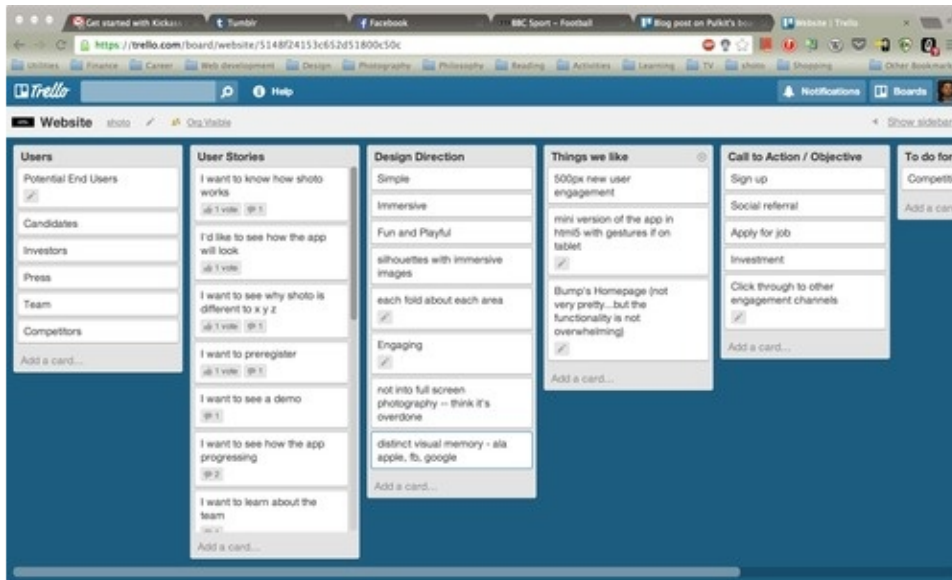 Get started with Kickass
Tumblr
Facebook
BBC Sport - Football
Blog post on Pulkit's boa
Website | Trello
https://trello.com/board/website/5148f24153c652d51800c50c
Utilities
Finance
Career
Web development
Design
Photography
Philosophy
Reading
Activities
Learning
TV
shoto
Shopping
Other Bookmark
Trello
Help
Notifications
Boards
Website
shoto
Org Visible
Show sidebar
Users
Potential End Users
Candidates
Investors
Press
Team
Competitors
Add a card...
User Stories
I want to know how shoto
works
1 vote 1
I'd like to see how the app
will look
1 vote
I want to see why shoto is
different to x y z
1 vote 1
I want to preregister
1 vote 1
I want to see a demo
1
I want to see how the app
progressing
2
I want to learn about the
team
Add a card...
Design Direction
Simple
Immersive
Fun and Playful
silhouettes with immersive
images
each fold about each area
Engaging
not into full screen
photography -- think it's
overdone
distinct visual memory - ala
apple, fb, google
Add a card...
Things we like
500px new user
engagement
mini version of the app in
html5 with gestures if on
tablet
Bump's Homepage (not
very pretty...but the
functionality is not
overwhelming)
Add a card...
Call to Action / Objective
Sign up
Social referral
Apply for job
Investment
Click through to other
engagement channels
Add a card...
To do for
Competiti
Add a car